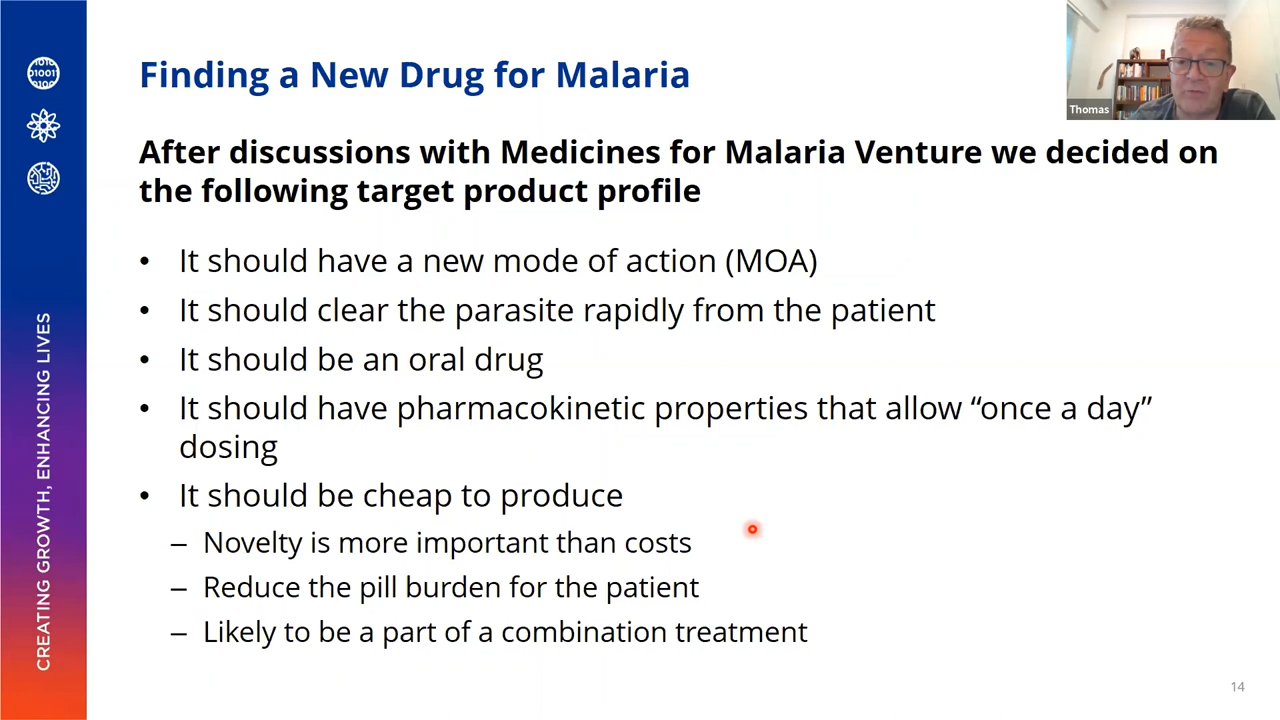 Finding a New Drug for Malaria
Thomas
After discussions with Medicines for Malaria Venture we decided on
the following target product profile
• It should have a new mode of action (MOA)
• It should clear the parasite rapidly from the patient
• It should be an oral drug
• It should have pharmacokinetic properties that allow “once a day”
dosing
• It should be cheap to produce
– Novelty is more important than costs
– Reduce the pill burden for the patient
– Likely to be a part of a combination treatment
CREATING GROWTH, ENHANCING LIVES
14